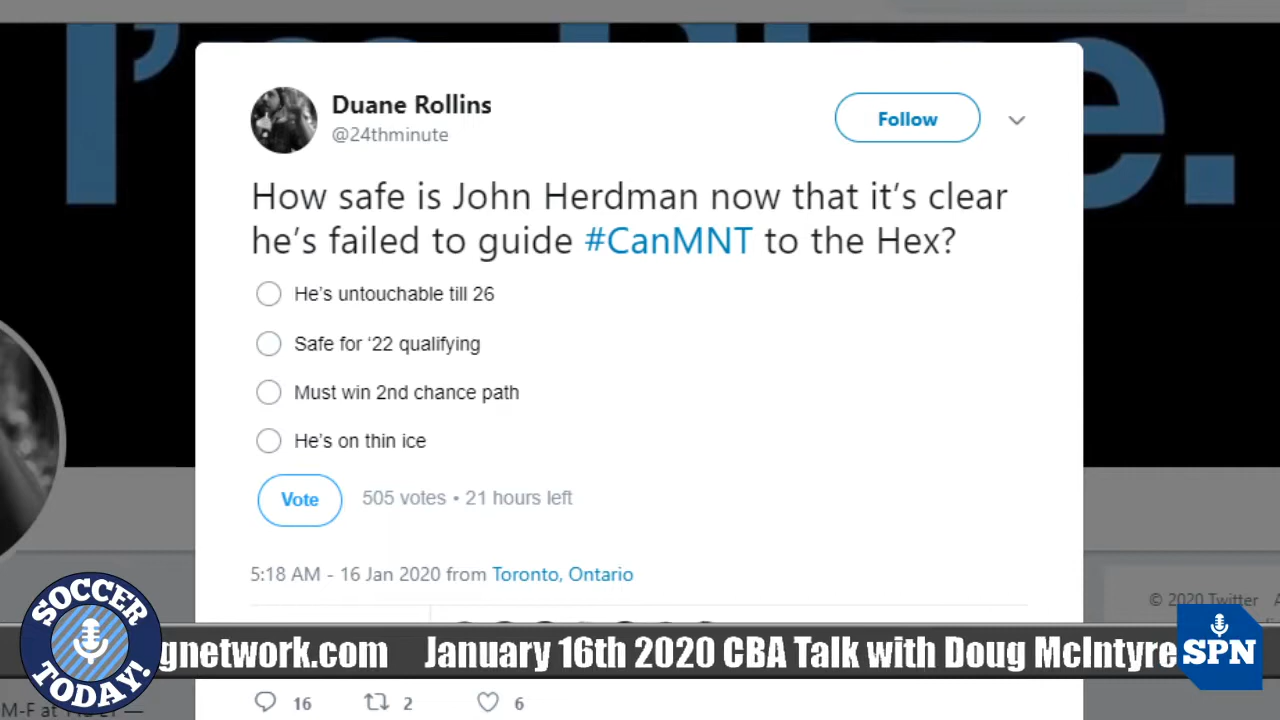 Duane Rollins
@24thminute
Follow
How safe is John Herdman now that it's clear
he's failed to guide #CanMNT to the Hex?
He's untouchable till 26
Safe for ‘22 qualifying
Must win 2nd chance path
He's on thin ice
Vote
505 votes • 21 hours left
5:18 AM - 16 Jan 2020 from Toronto, Ontario
© 2020 Twitter
SOCCER
TODAY!
gnetwork.com January 16th 2020 CBA Talk with Doug McIntyre
SPN
16 2 6
M-F at